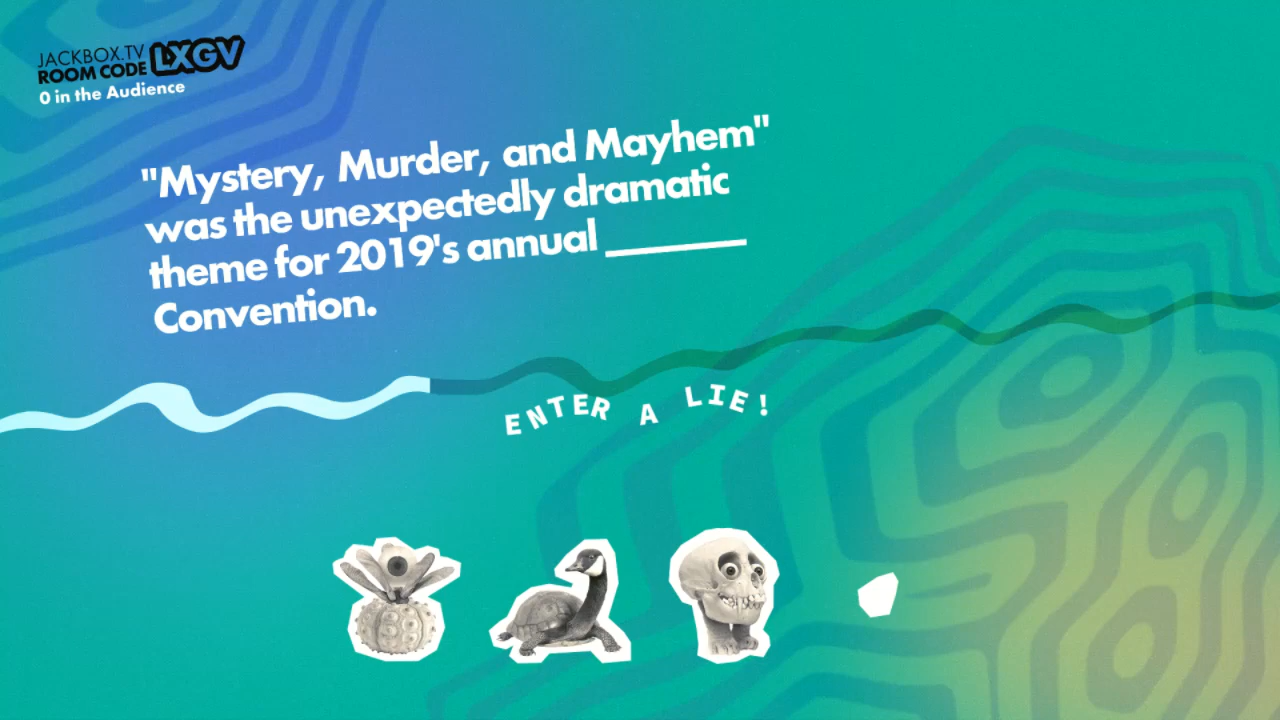 JACKBOX.TV
ROOM CODE LXGV
0 in the Audience
"Mystery, Murder, and Mayhem"
was the unexpectedly dramatic
theme for 2019's annual ______
Convention.
ENTER A LIE!